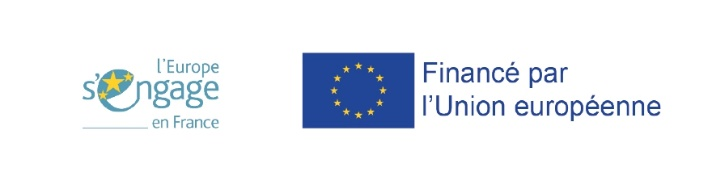 l'Europe
s'engage
en France
Financé par
l'Union européenne